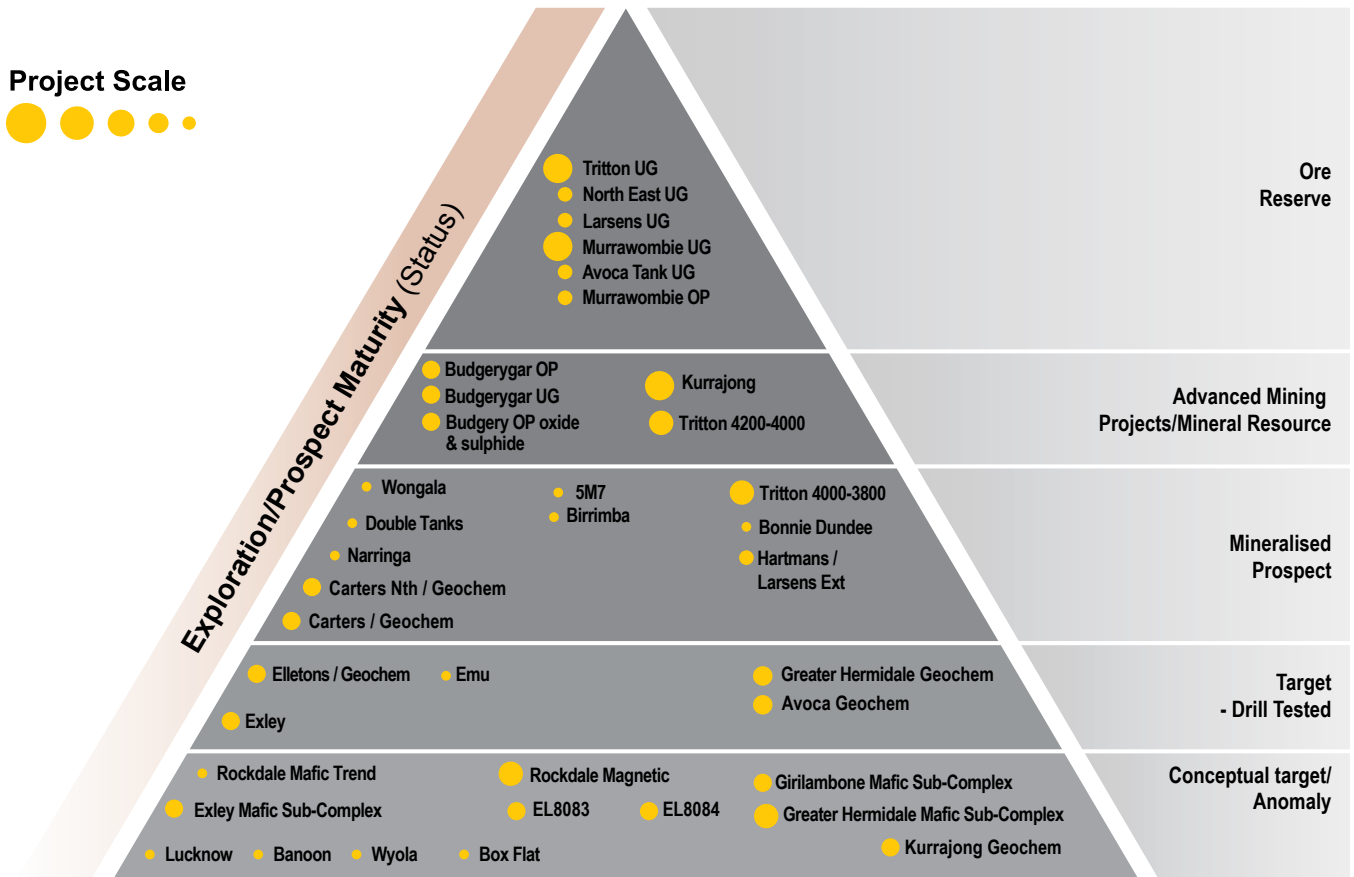 Project Scale
Exploration/Prospect Maturity (Status)
Tritton UG
North East UG
Larsens UG
Murrawombie UG
Avoca Tank UG
Murrawombie OP
Ore
Reserve
Budgerygar OP
Budgerygar UG
Budgery OP oxide
& sulphide
Kurrajong
Tritton 4200-4000
Advanced Mining
Projects/Mineral Resource
Wongala
Double Tanks
Narringa
Carters Nth / Geochem
Carters / Geochem
5M7
Birrimba
Tritton 4000-3800
Bonnie Dundee
Hartmans /
Larsens Ext
Mineralised
Prospect
Elletons / Geochem
Emu
Exley
Greater Hermidale Geochem
Avoca Geochem
Target
- Drill Tested
Rockdale Mafic Trend
Rockdale Magnetic
Girilambone Mafic Sub-Complex
Exley Mafic Sub-Complex
EL8083
EL8084
Greater Hermidale Mafic Sub-Complex
Kurrajong Geochem
Lucknow
Banoon
Wyola
Box Flat
Conceptual target/
Anomaly